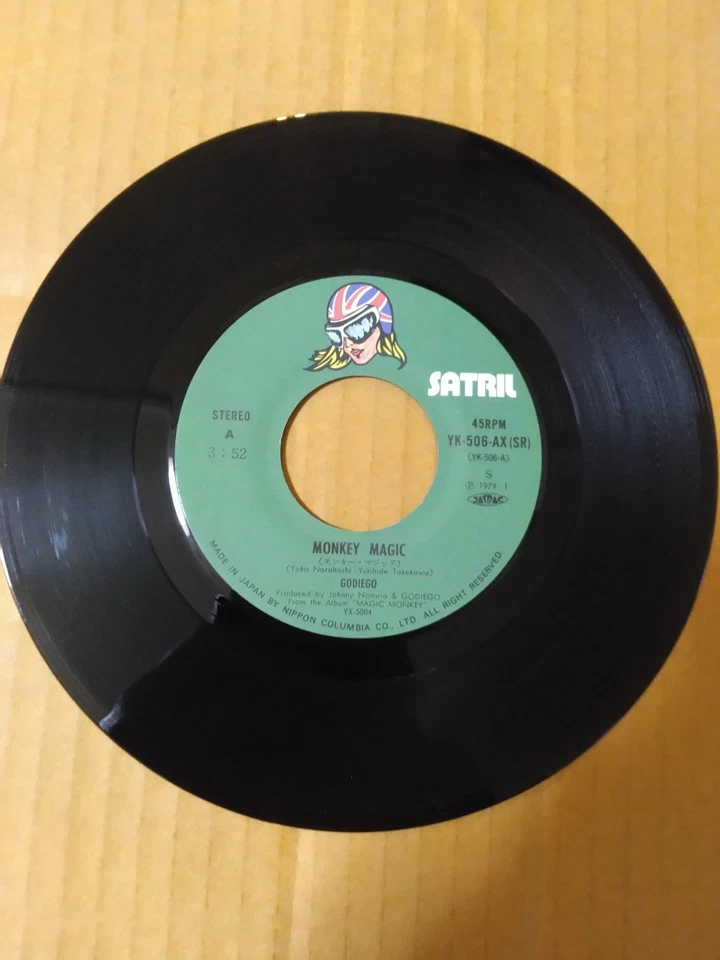 SATRIL
STEREO
A
3:52
45RPM
YK-506-AX(SR)
(YK-506-A)
S
Ⓟ 1979. 1
JASRAC
MONKEY MAGIC
(モンキー・マジック)
(Yoko Narahashi - Yukihide Takekawa)
GODIEGO
Produced by Johnny Nomura & GODIEGO
From the Album "MAGIC MONKEY"
YX-5004
MADE IN JAPAN BY NIPPON COLUMBIA CO., LTD ALL RIGHT RESERVED